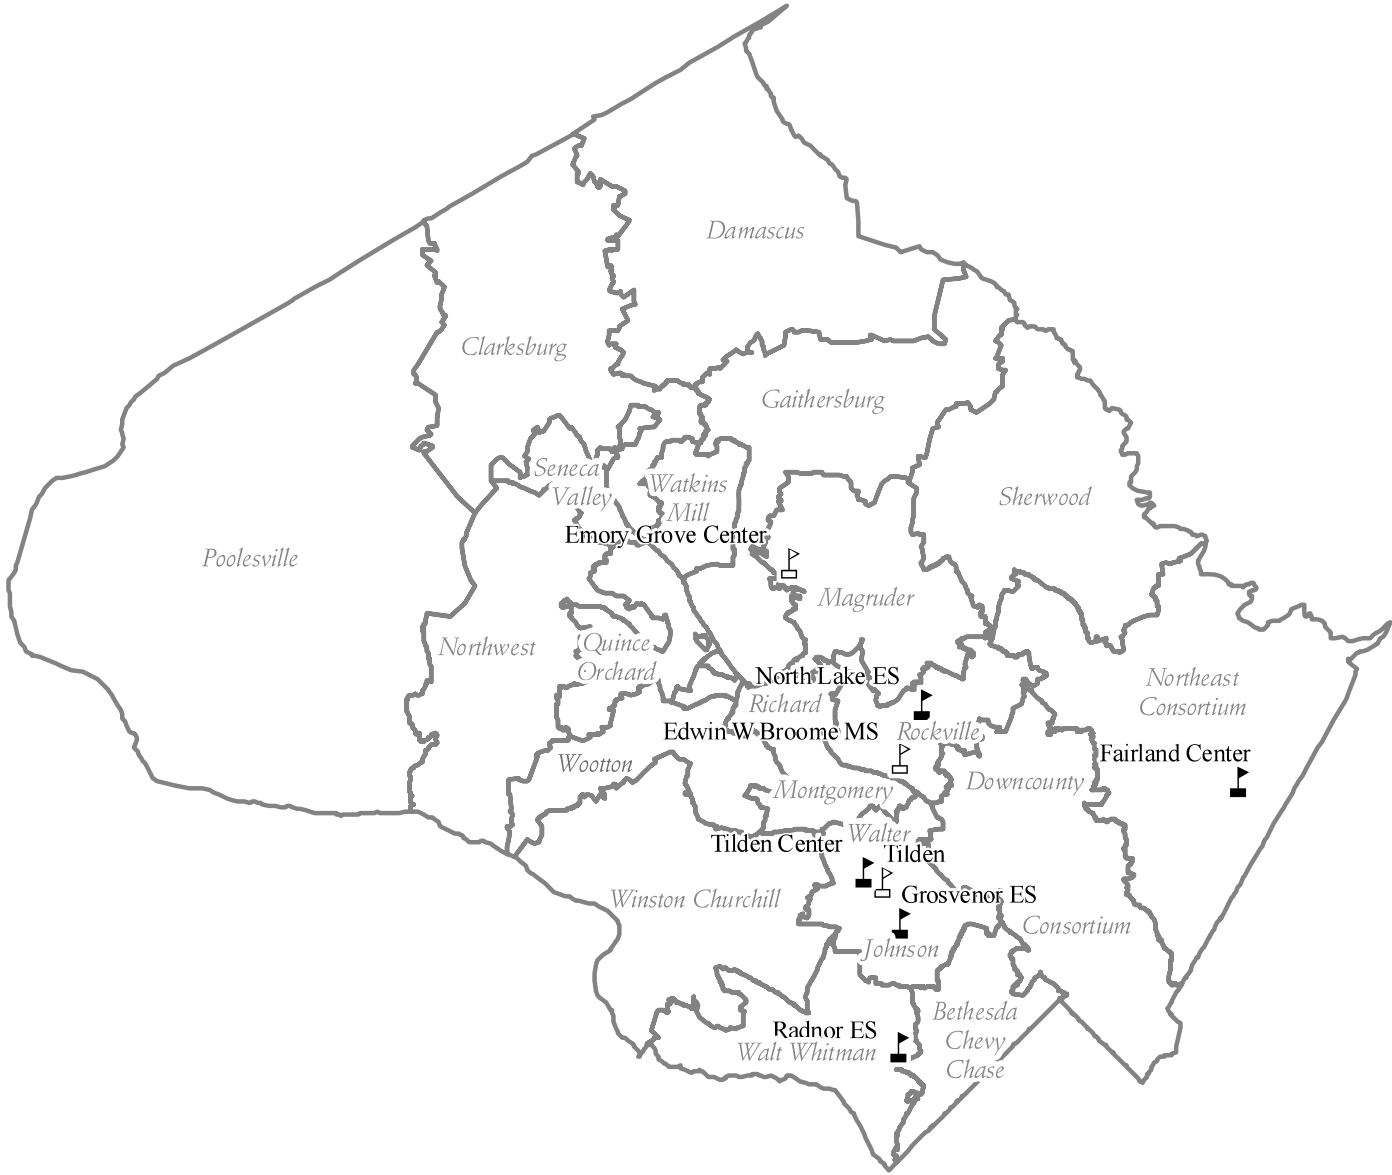 Damascus
Clarksburg
Gaithersburg
Seneca
Valley
Watkins
Mill
Sherwood
Emory Grove Center
Poolesville
Magruder
Northwest
Quince
Orchard
North Lake ES
Northeast
Consortium
Richard
Edwin W Broome MS
Rockville
Fairland Center
Wootton
Downcounty
Montgomery
Walter
Tilden Center
Tilden
Grosvenor ES
Winston Churchill
Consortium
Johnson
Bethesda
Chevy
Chase
Radnor ES
Walt Whitman